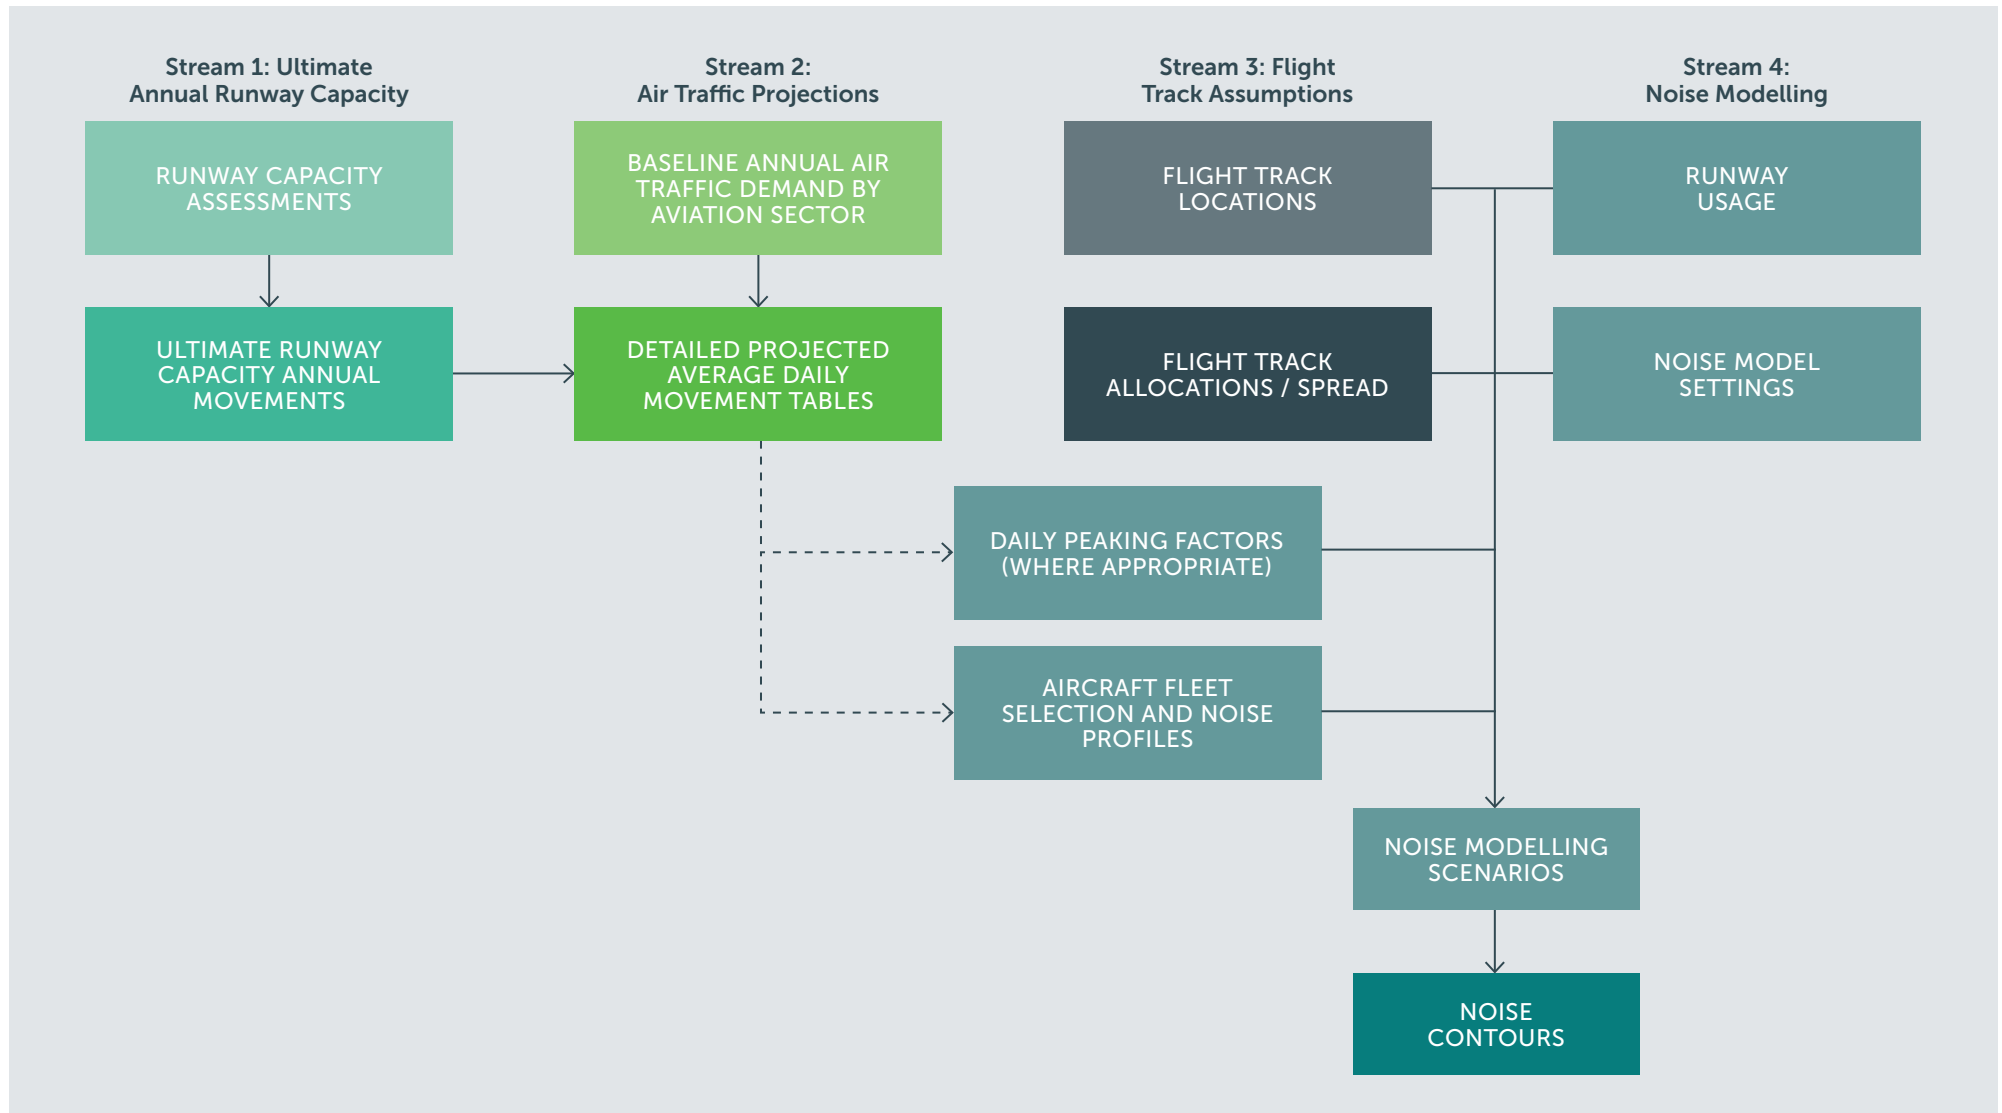 Stream 1: Ultimate
Annual Runway Capacity
Stream 2:
Air Traffic Projections
Stream 3: Flight
Track Assumptions
Stream 4:
Noise Modelling
RUNWAY CAPACITY
ASSESSMENTS
BASELINE ANNUAL AIR
TRAFFIC DEMAND BY
AVIATION SECTOR
FLIGHT TRACK
LOCATIONS
RUNWAY
USAGE
ULTIMATE RUNWAY
CAPACITY ANNUAL
MOVEMENTS
DETAILED PROJECTED
AVERAGE DAILY
MOVEMENT TABLES
FLIGHT TRACK
ALLOCATIONS / SPREAD
NOISE MODEL
SETTINGS
DAILY PEAKING FACTORS
(WHERE APPROPRIATE)
AIRCRAFT FLEET
SELECTION AND NOISE
PROFILES
NOISE MODELLING
SCENARIOS
NOISE
CONTOURS